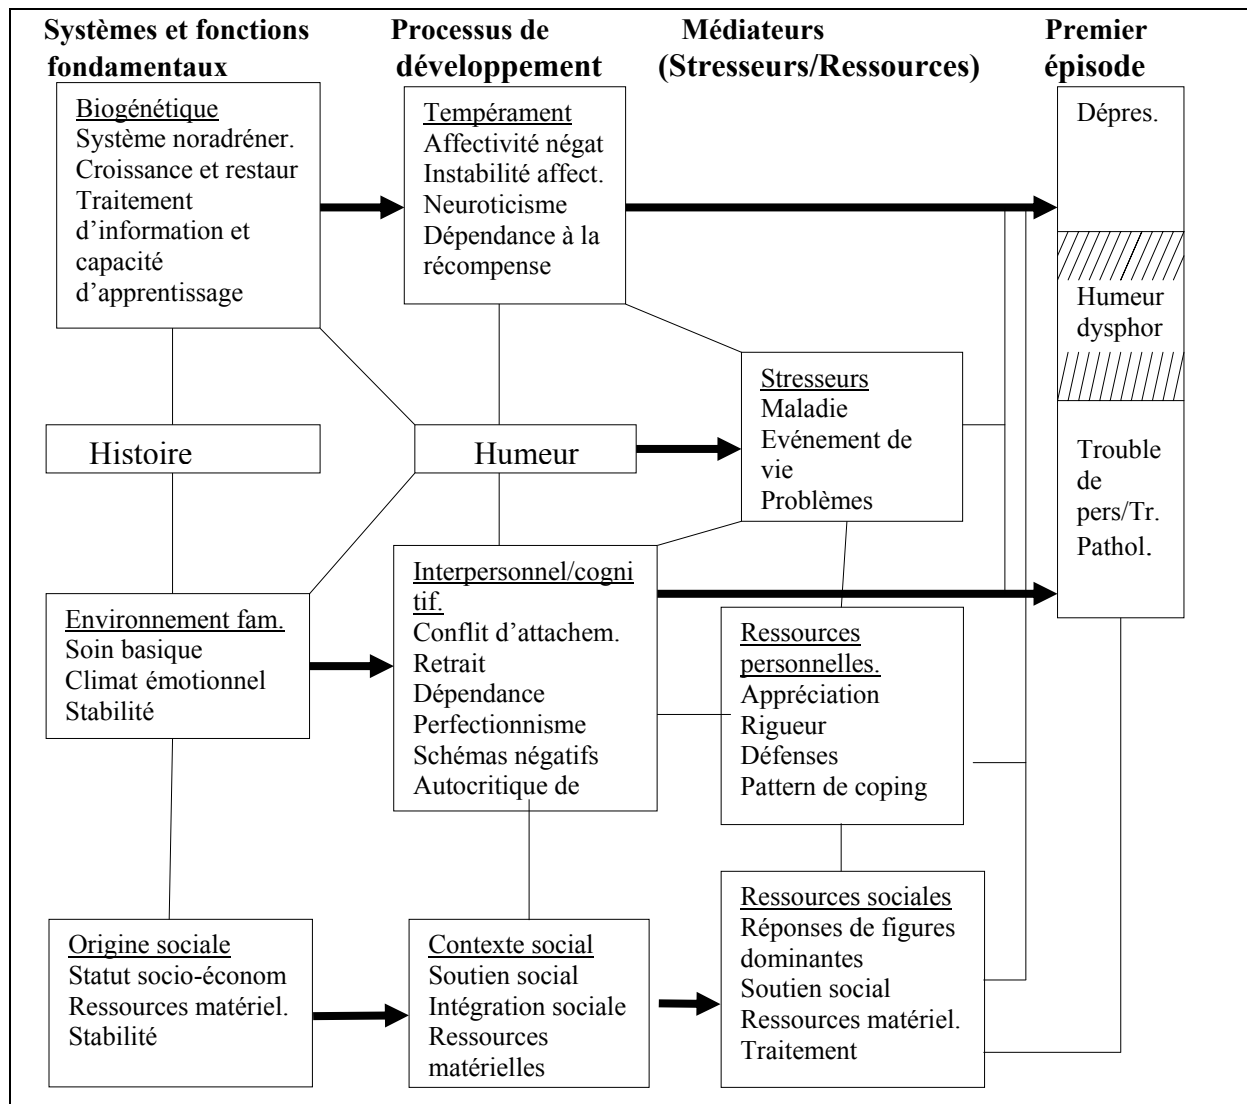 Systèmes et fonctions
fondamentaux
Processus de
développement
Médiateurs
(Stresseurs/Ressources)
Premier
épisode
Biogénétique
Système noradréner.
Croissance et restaur
Traitement
d’information et
capacité
d’apprentissage
Tempérament
Affectivité négat
Instabilité affect.
Neuroticisme
Dépendance à la
récompense
Dépres.
Humeur
dysphor
Trouble
de
pers/Tr.
Pathol.
Stresseurs
Maladie
Evénement de
vie
Problèmes
Histoire
Humeur
Environnement fam.
Soin basique
Climat émotionnel
Stabilité
Interpersonnel/cogni
tif.
Conflit d’attachem.
Retrait
Dépendance
Perfectionnisme
Schémas négatifs
Autocritique de
Ressources
personnelles.
Appréciation
Rigueur
Défenses
Pattern de coping
Origine sociale
Statut socio-économ
Ressources matériel.
Stabilité
Contexte social
Soutien social
Intégration sociale
Ressources
matérielles
Ressources sociales
Réponses de figures
dominantes
Soutien social
Ressources matériel.
Traitement